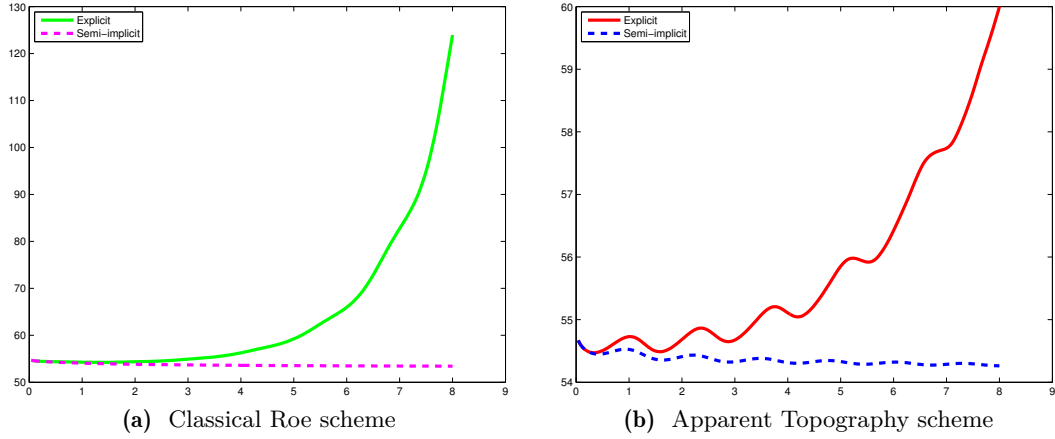 130
120
110
100
90
80
70
60
50
0 1 2 3 4 5 6 7 8 9
Explicit
Semi−implicit
(a) Classical Roe scheme
60
59
58
57
56
55
54
0 1 2 3 4 5 6 7 8 9
Explicit
Semi−implicit
(b) Apparent Topography scheme